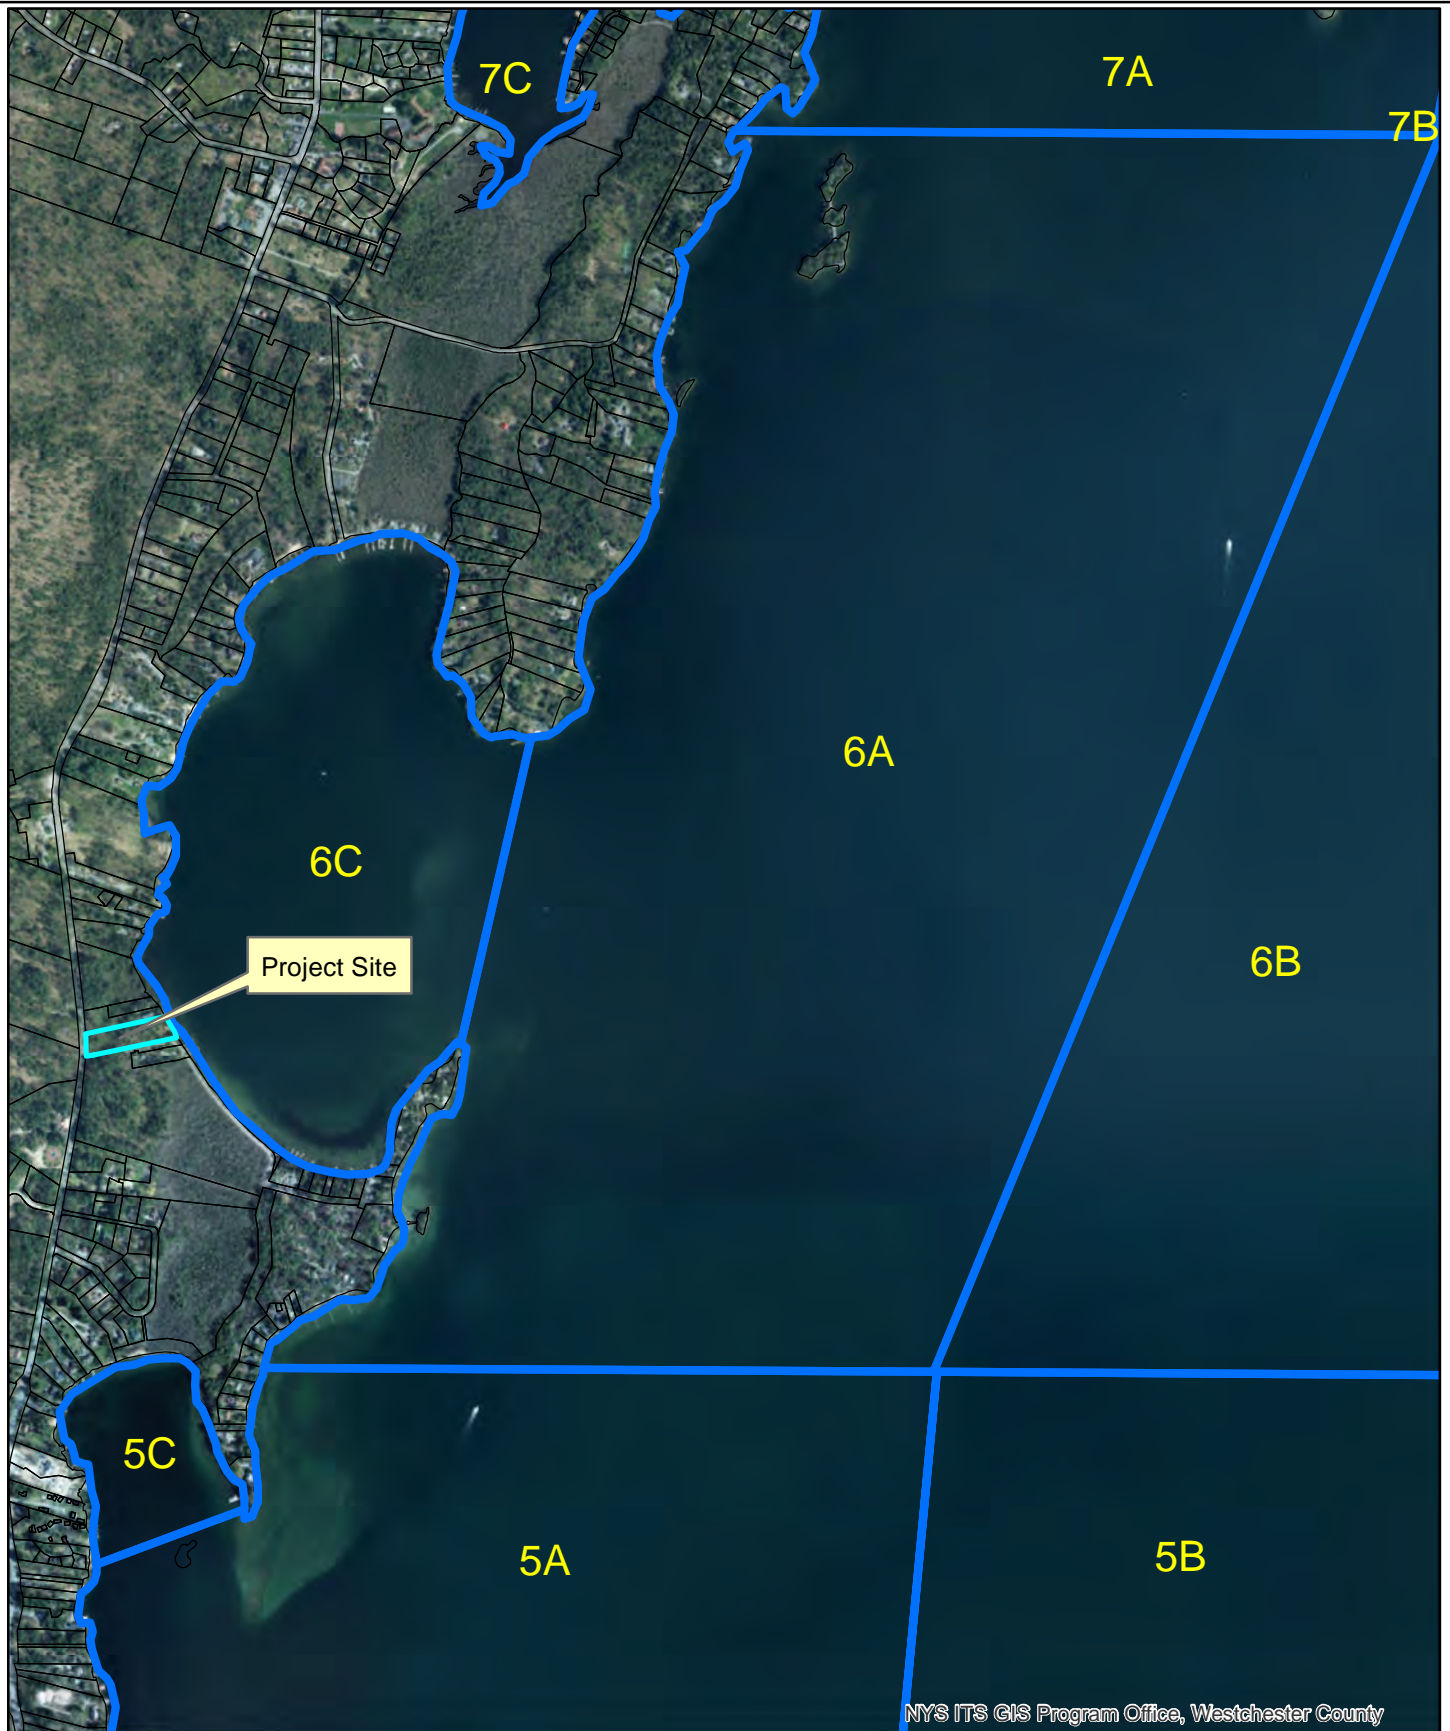 7C
7A
7B
6A
6C
6B
Project Site
5C
5A
5B
NYS ITS GIS Program Office, Westchester County